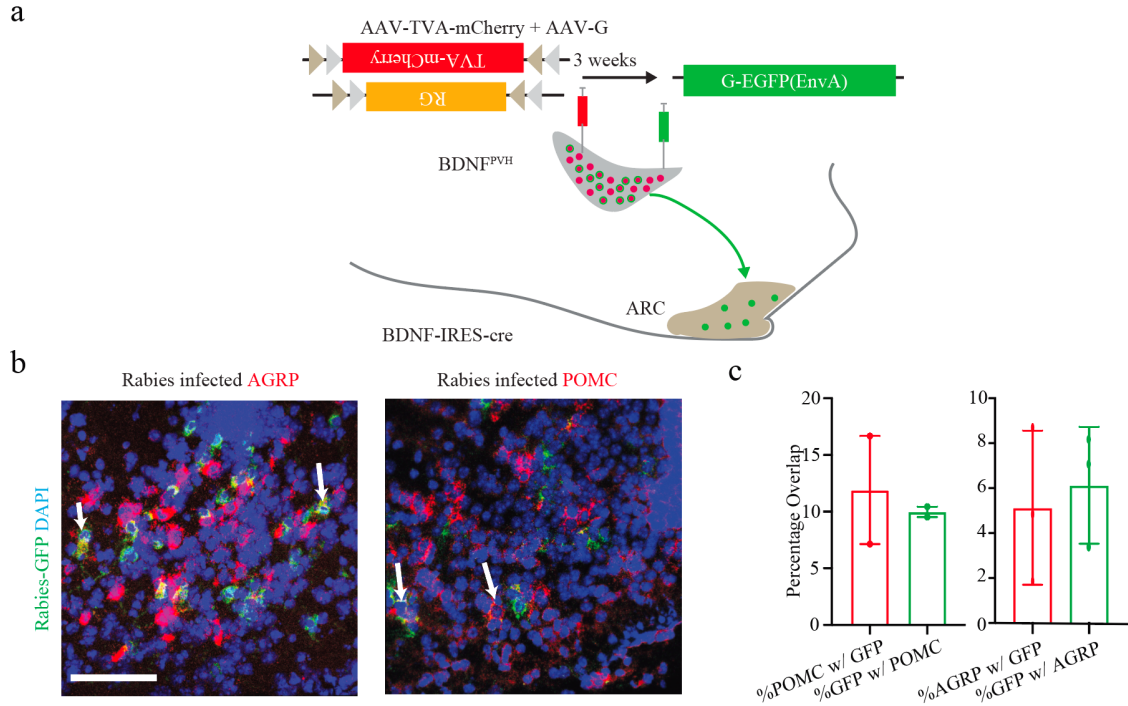 a
AAV-TVA-mCherry + AAV-G
TVA-mCherry
3 weeks
G-EGFP(EnvA)
RG
BDNFᴾⱽᴴ
ARC
BDNF-IRES-cre
b
Rabies infected AGRP
Rabies infected POMC
Rabies-GFP DAPI
c
Percentage Overlap
20
15
10
5
0
%POMC w/ GFP
%GFP w/ POMC
10
8
6
4
2
0
%AGRP w/ GFP
%GFP w/ AGRP